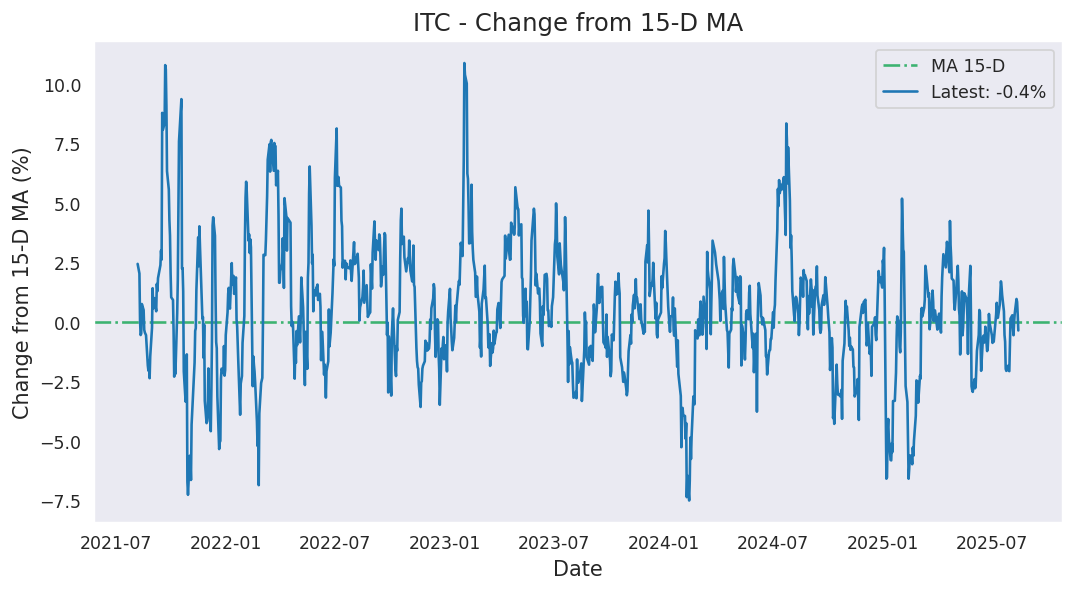 ITC - Change from 15-D MA
MA 15-D
Latest: -0.4%
Change from 15-D MA (%)
10.0
7.5
5.0
2.5
0.0
−2.5
−5.0
−7.5
2021-07 2022-01 2022-07 2023-01 2023-07 2024-01 2024-07 2025-01 2025-07
Date